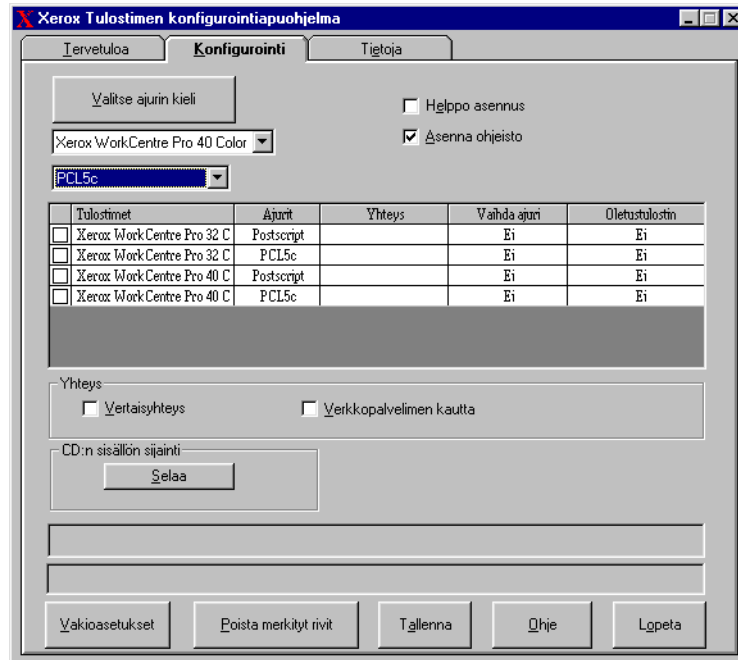 Xerox Tulostimen konfigurointiapuohjelma
Tervetuloa Konfigurointi Tietoja
Valitse ajurin kieli
Helppo asennus
Xerox WorkCentre Pro 40 Color
Asenna ohjeisto
PCL5c
Tulostimet Ajurit Yhteys Vaihda ajuri Oletustulostin
Xerox WorkCentre Pro 32 C Postscript Ei Ei
Xerox WorkCentre Pro 32 C PCL5c Ei Ei
Xerox WorkCentre Pro 40 C Postscript Ei Ei
Xerox WorkCentre Pro 40 C PCL5c Ei Ei
Yhteys
Vertaisyhteys Verkkopalvelimen kautta
CD:n sisällön sijainti
Selaa
Vakioasetukset Poista merkityt rivit Tallenna Ohje Lopeta